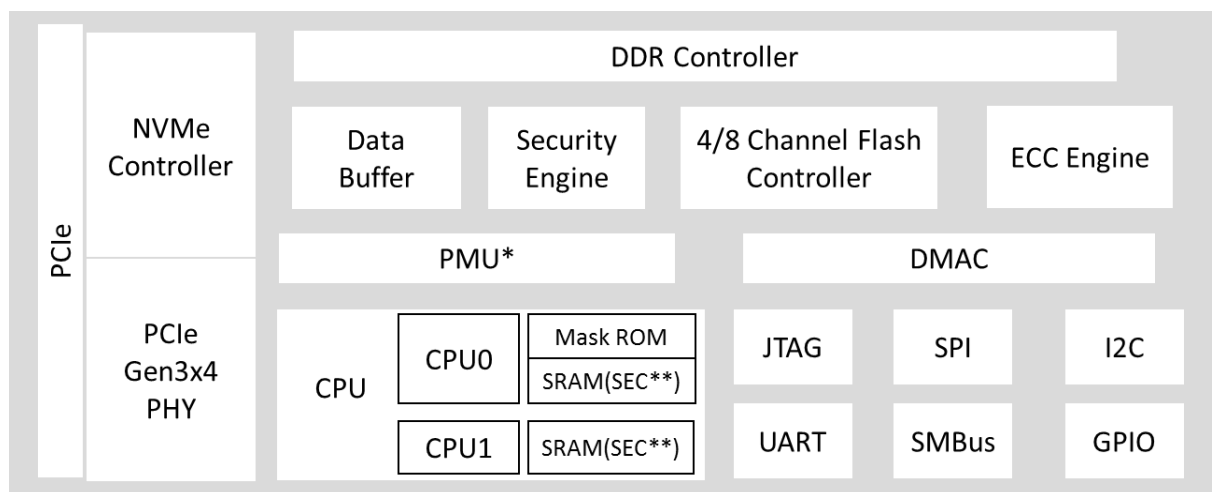 PCIe
NVMe
Controller
PCIe
Gen3x4
PHY
DDR Controller
Data
Buffer
Security
Engine
4/8 Channel Flash
Controller
ECC Engine
PMU*
DMAC
CPU
CPU0
Mask ROM
SRAM(SEC**)
CPU1
SRAM(SEC**)
JTAG
SPI
I2C
UART
SMBus
GPIO